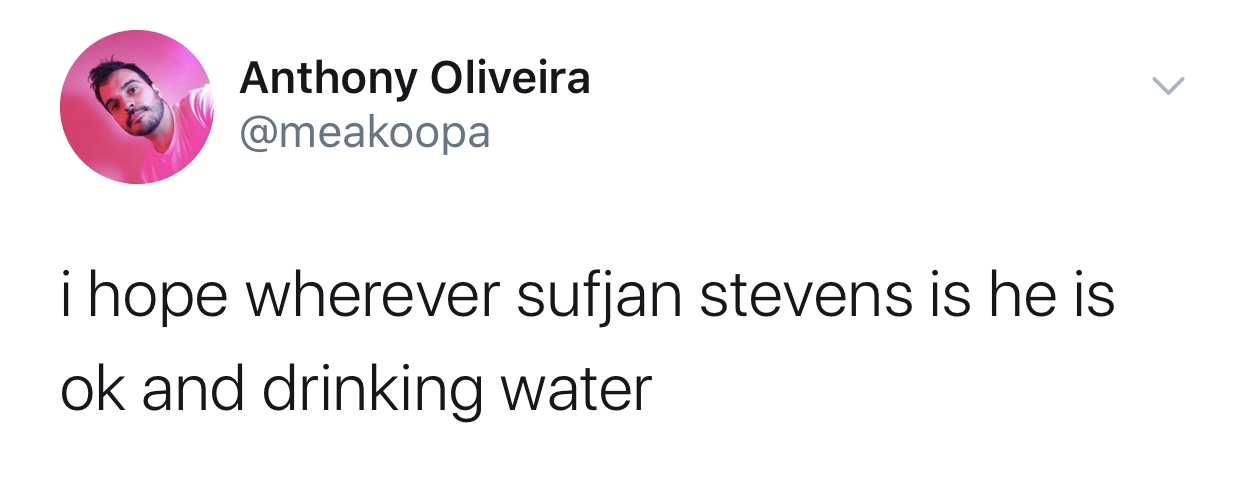 Anthony Oliveira
@meakoopa
i hope wherever sufjan stevens is he is
ok and drinking water